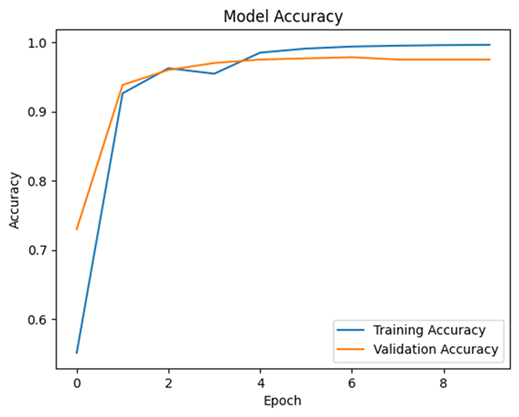 Model Accuracy
1.0
0.9
0.8
0.7
0.6
Accuracy
Training Accuracy
Validation Accuracy
0 2 4 6 8
Epoch